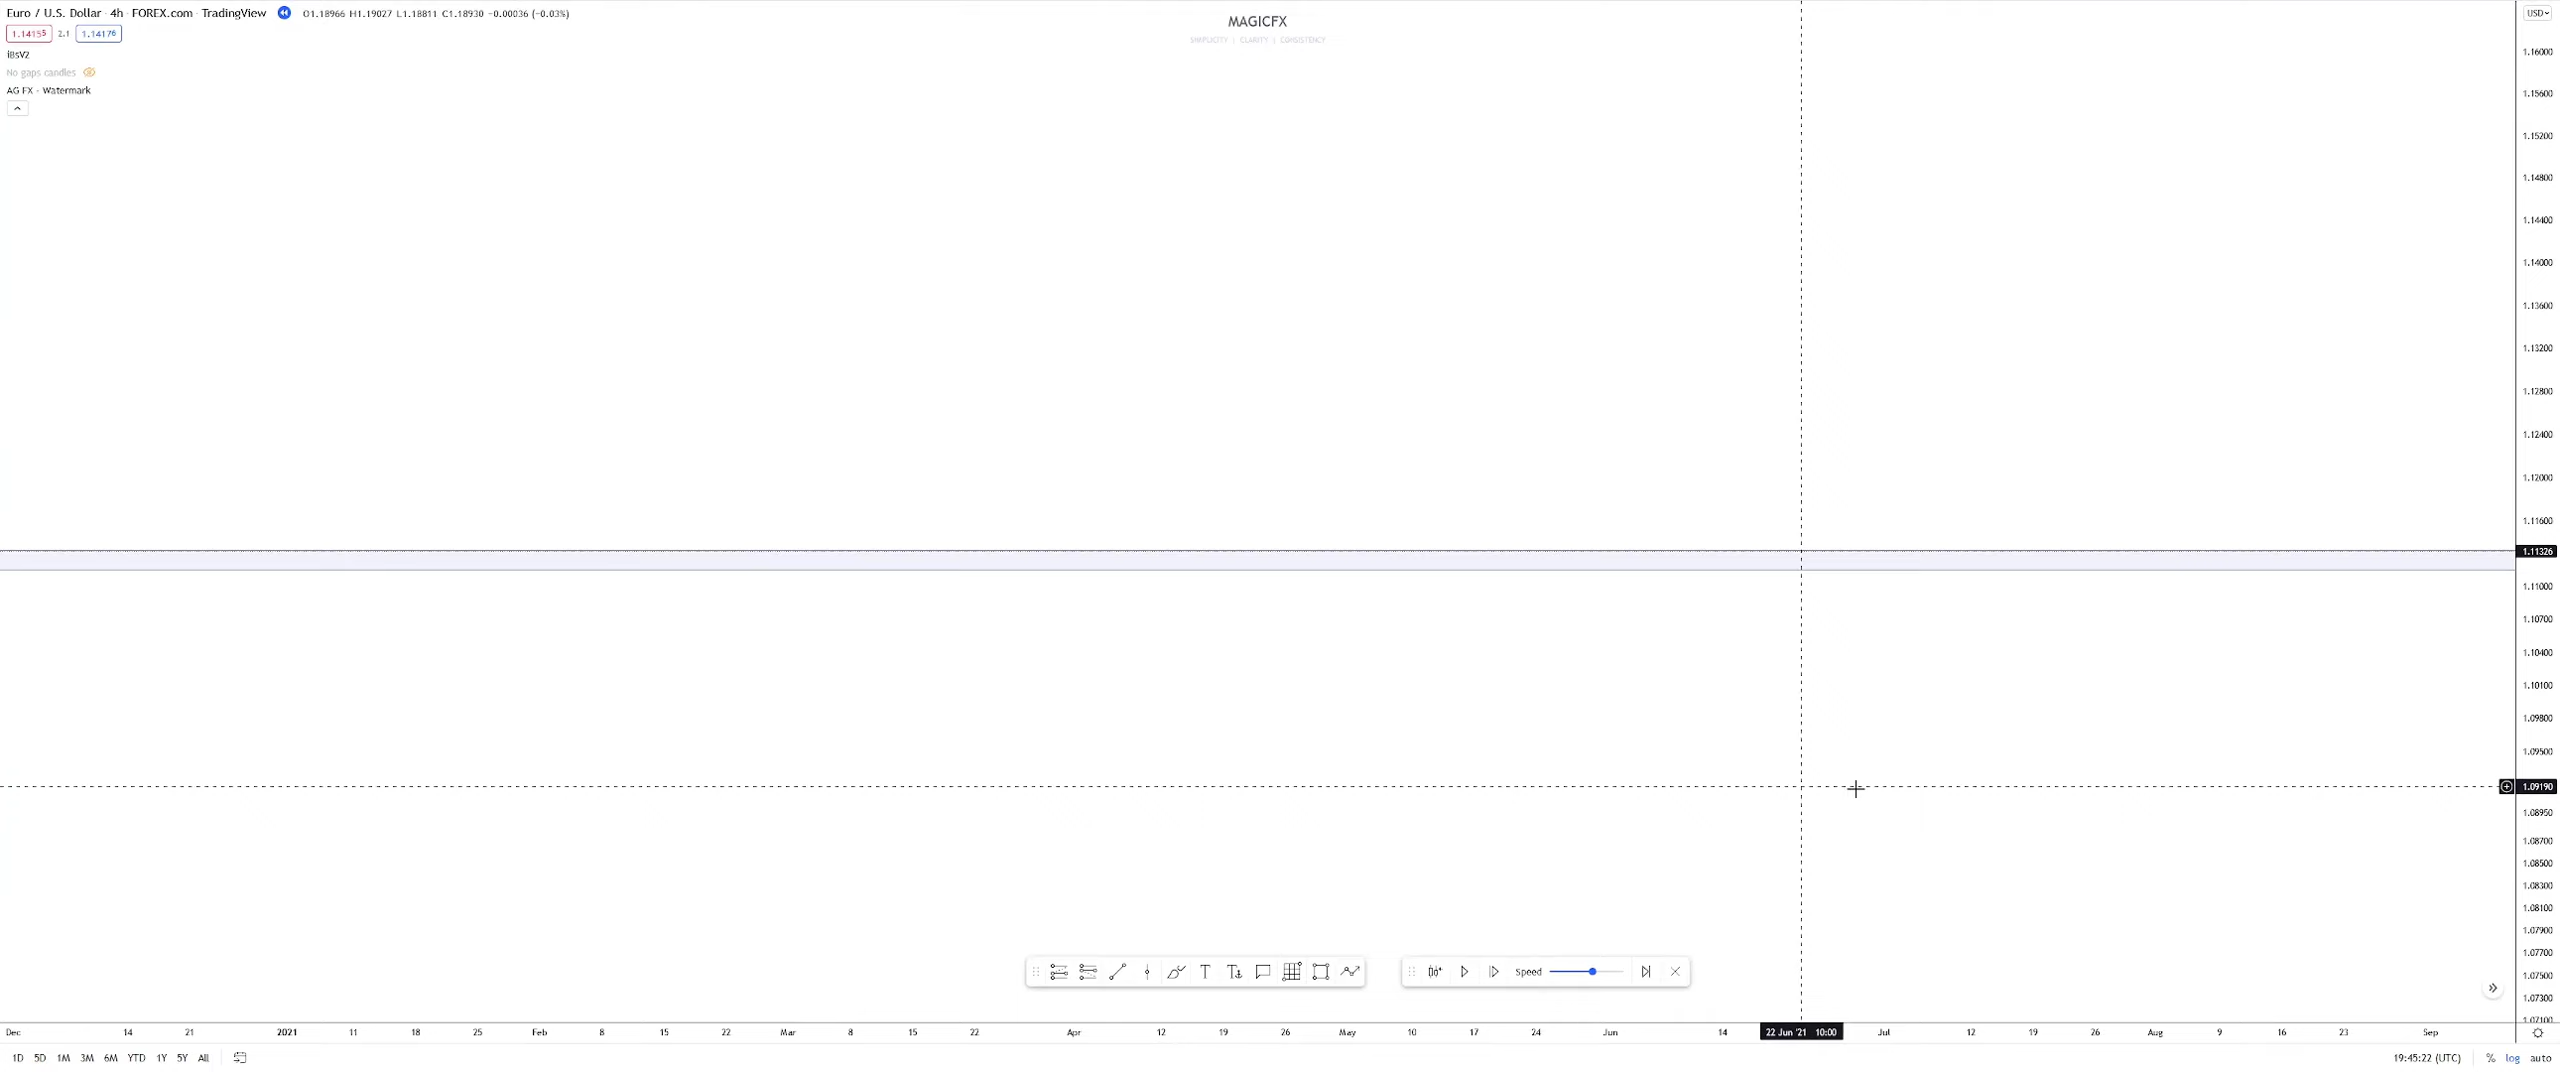 Euro / U.S. Dollar · 4h · FOREX.com · TradingView O1.18966 H1.19027 L1.18811 C1.18930 −0.00036 (−0.03%)
MAGICFX
SIMPLICITY | CLARITY | CONSISTENCY
USD
1.14155 2.1 1.14176
iBsV2
No gaps candles
AG FX - Watermark
1.16000
1.15600
1.15200
1.14800
1.14400
1.14000
1.13600
1.13200
1.12800
1.12400
1.12000
1.11600
1.11326
1.11000
1.10700
1.10400
1.10100
1.09800
1.09500
1.09190
1.08950
1.08700
1.08500
1.08300
1.08100
1.07900
1.07700
1.07500
1.07300
1.07100
Speed
Dec 14 21 2021 11 18 25 Feb 8 15 22 Mar 8 15 22 Apr 12 19 26 May 10 17 24 Jun 14 22 Jun '21 10:00 Jul 12 19 26 Aug 9 16 23 Sep
1D 5D 1M 3M 6M YTD 1Y 5Y All 19:45:22 (UTC) % log auto